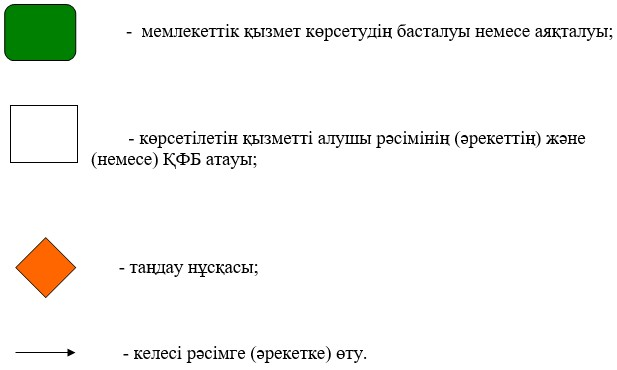 - мемлекеттік қызмет көрсетудің басталуы немесе аяқталуы;
- көрсетілетін қызметті алушы рәсімінің (әрекеттің) және
(немесе) ҚФБ атауы;
- таңдау нұсқасы;
- келесі рәсімге (әрекетке) өту.